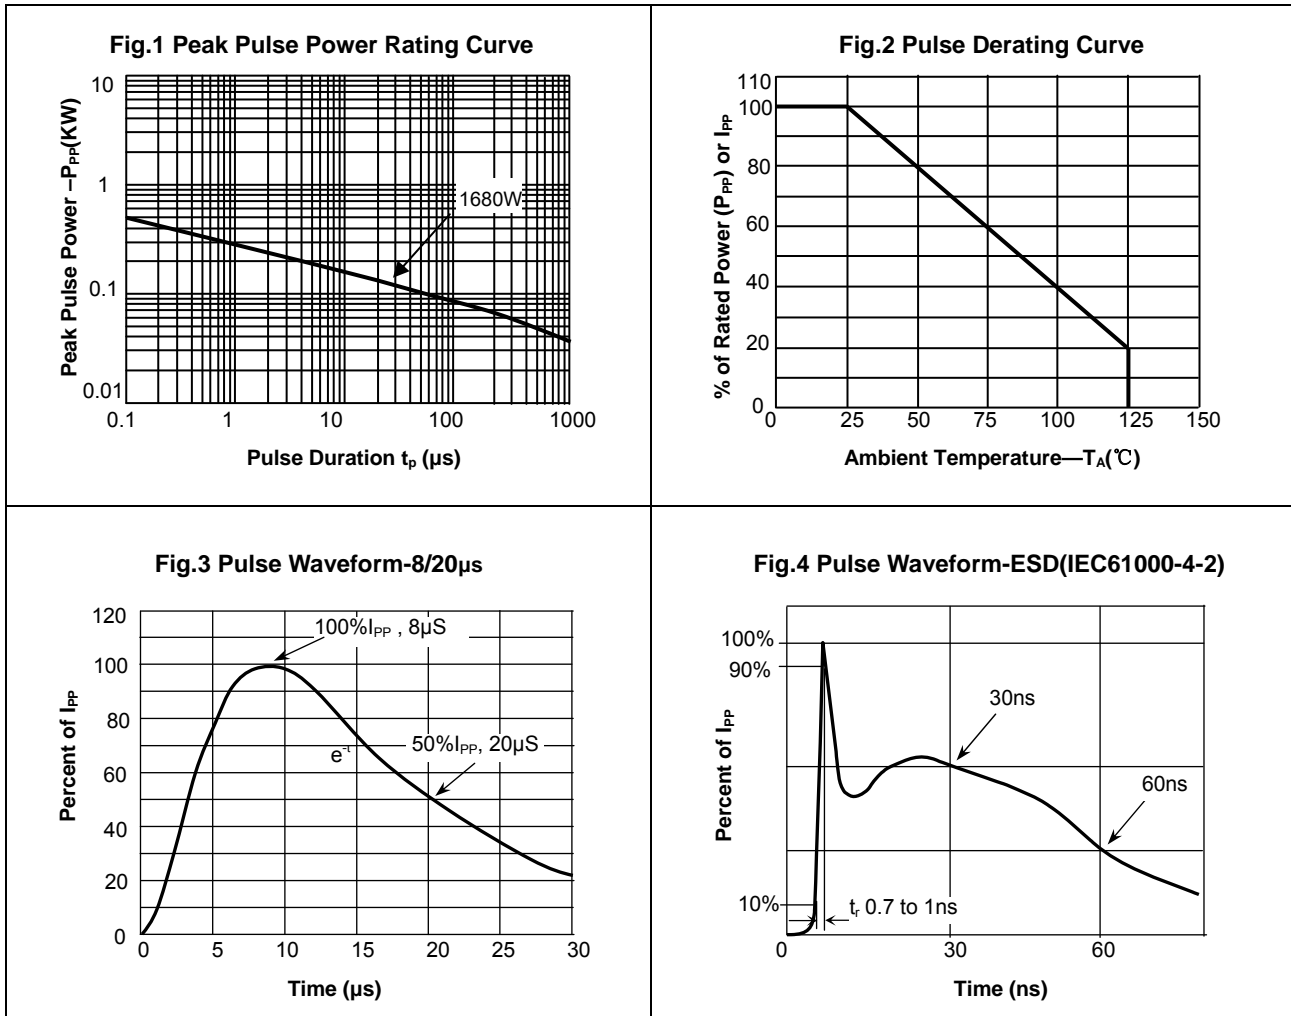 Fig.1 Peak Pulse Power Rating Curve
Peak Pulse Power –PPP(KW)
10
1
0.1
0.01
1680W
0.1 1 10 100 1000
Pulse Duration tp (µs)
Fig.2 Pulse Derating Curve
% of Rated Power (PPP) or IPP
110
100
80
60
40
20
0
0 25 50 75 100 125 150
Ambient Temperature—TA(℃)
Fig.3 Pulse Waveform-8/20µs
Percent of IPP
120
100
80
60
40
20
0
100%IPP , 8µS
e-t
50%IPP, 20µS
0 5 10 15 20 25 30
Time (µs)
Fig.4 Pulse Waveform-ESD(IEC61000-4-2)
Percent of IPP
100%
90%
10%
30ns
60ns
tr 0.7 to 1ns
0 30 60
Time (ns)